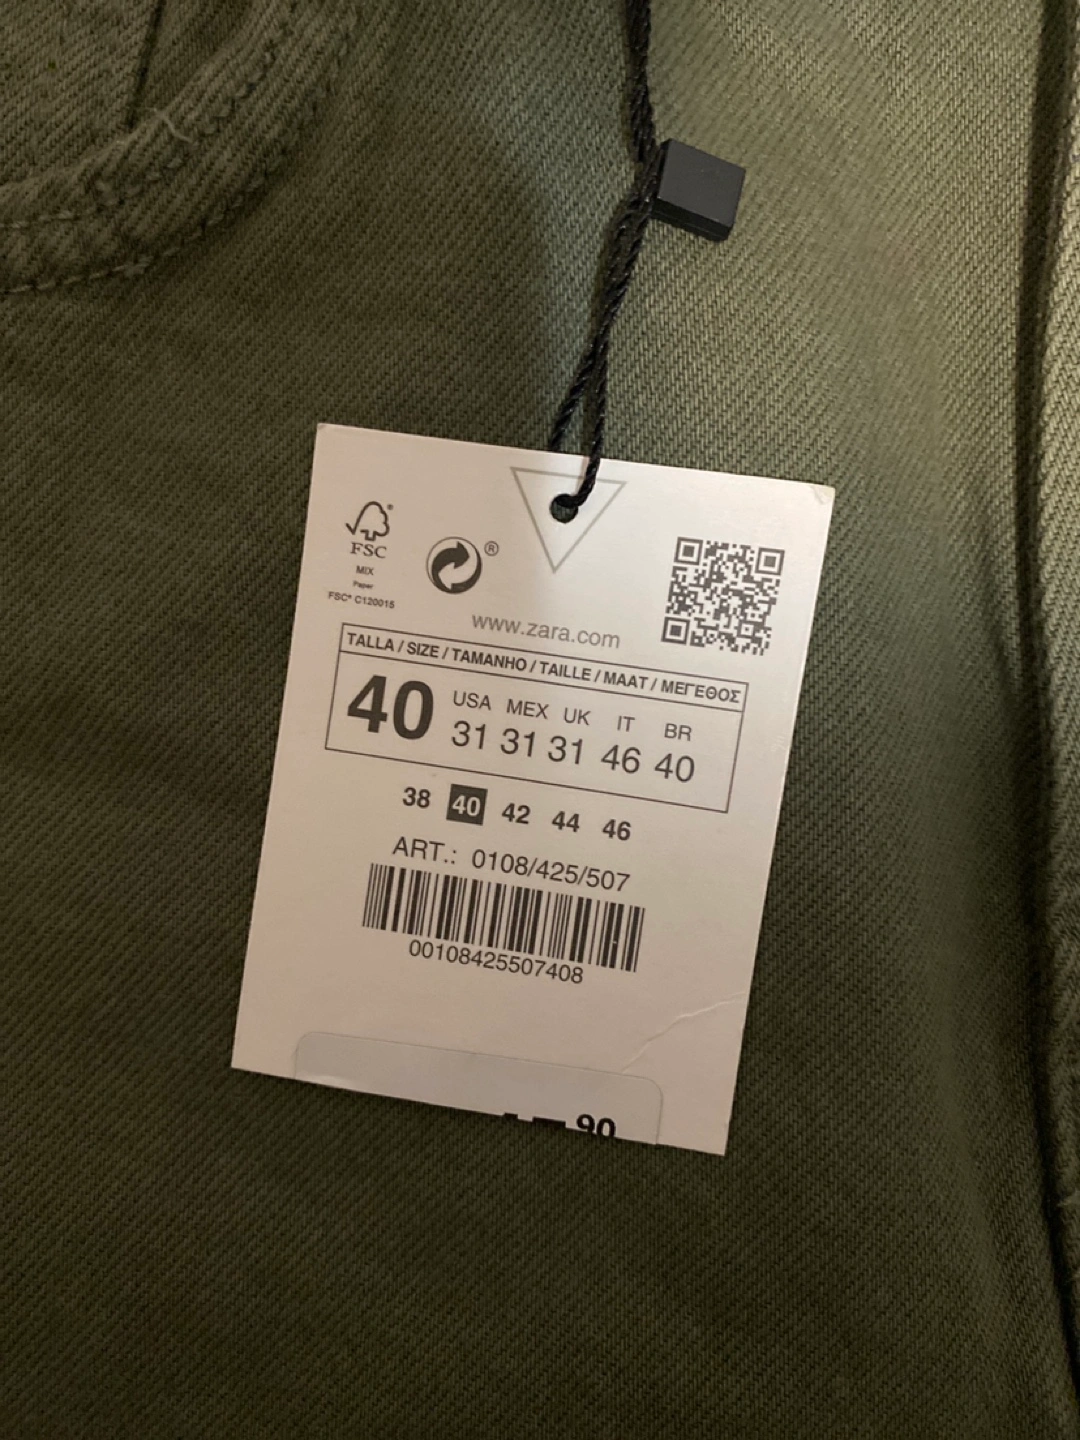 FSC ®
MIX
Paper
FSC® C120015
®
www.zara.com
TALLA / SIZE / TAMANHO / TAILLE / MAAT / ΜΕΓΕΘΟΣ
40
USA MEX UK IT BR
31 31 31 46 40
38 40 42 44 46
ART.: 0108/425/507
00108425507408
90